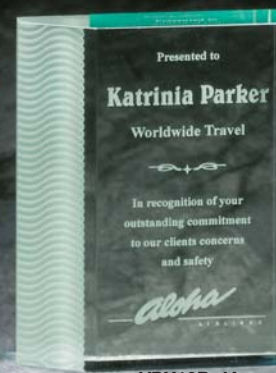 Presented to
Katrinia Parker
Worldwide Travel
In recognition of your
outstanding commitment
to our clients concerns
and safety
aloha
AIRLINES